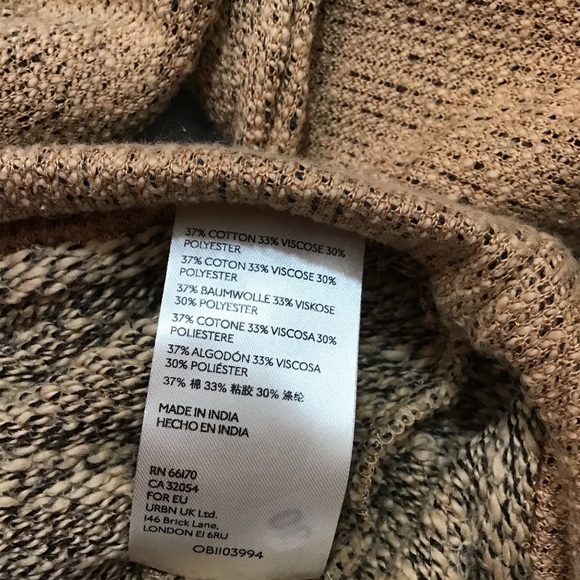 37% COTTON 33% VISCOSE 30%
POLYESTER
37% COTON 33% VISCOSE 30%
POLYESTER
37% BAUMWOLLE 33% VISKOSE
30% POLYESTER
37% COTONE 33% VISCOSA 30%
POLIESTERE
37% ALGODÓN 33% VISCOSA
30% POLIÉSTER
37% 棉 33% 粘胶 30% 涤纶
MADE IN INDIA
HECHO EN INDIA
RN 66170
CA 32054
FOR EU
URBN UK Ltd.
146 Brick Lane,
LONDON E1 6RU
OB1103994